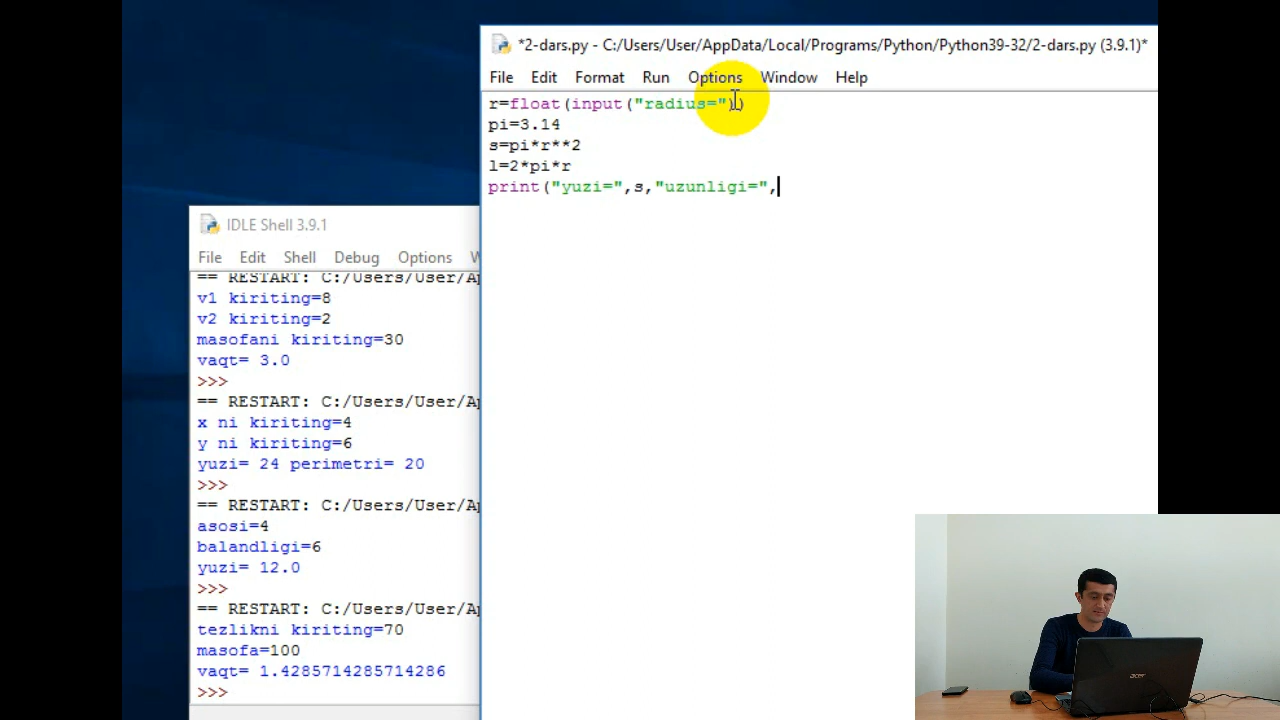 *2-dars.py - C:/Users/User/AppData/Local/Programs/Python/Python39-32/2-dars.py (3.9.1)*
File Edit Format Run Options Window Help
r=float(input("radius="))
pi=3.14
s=pi*r**2
l=2*pi*r
print("yuzi=",s,"uzunligi=",
IDLE Shell 3.9.1
File Edit Shell Debug Options
== RESTART: C:/Users/User/Ap
v1 kiriting=8
v2 kiriting=2
masofani kiriting=30
vaqt= 3.0
>>>
== RESTART: C:/Users/User/Ap
x ni kiriting=4
y ni kiriting=6
yuzi= 24 perimetri= 20
>>>
== RESTART: C:/Users/User/Ap
asosi=4
balandligi=6
yuzi= 12.0
>>>
== RESTART: C:/Users/User/Ap
tezlikni kiriting=70
masofa=100
vaqt= 1.4285714285714286
>>>
acer